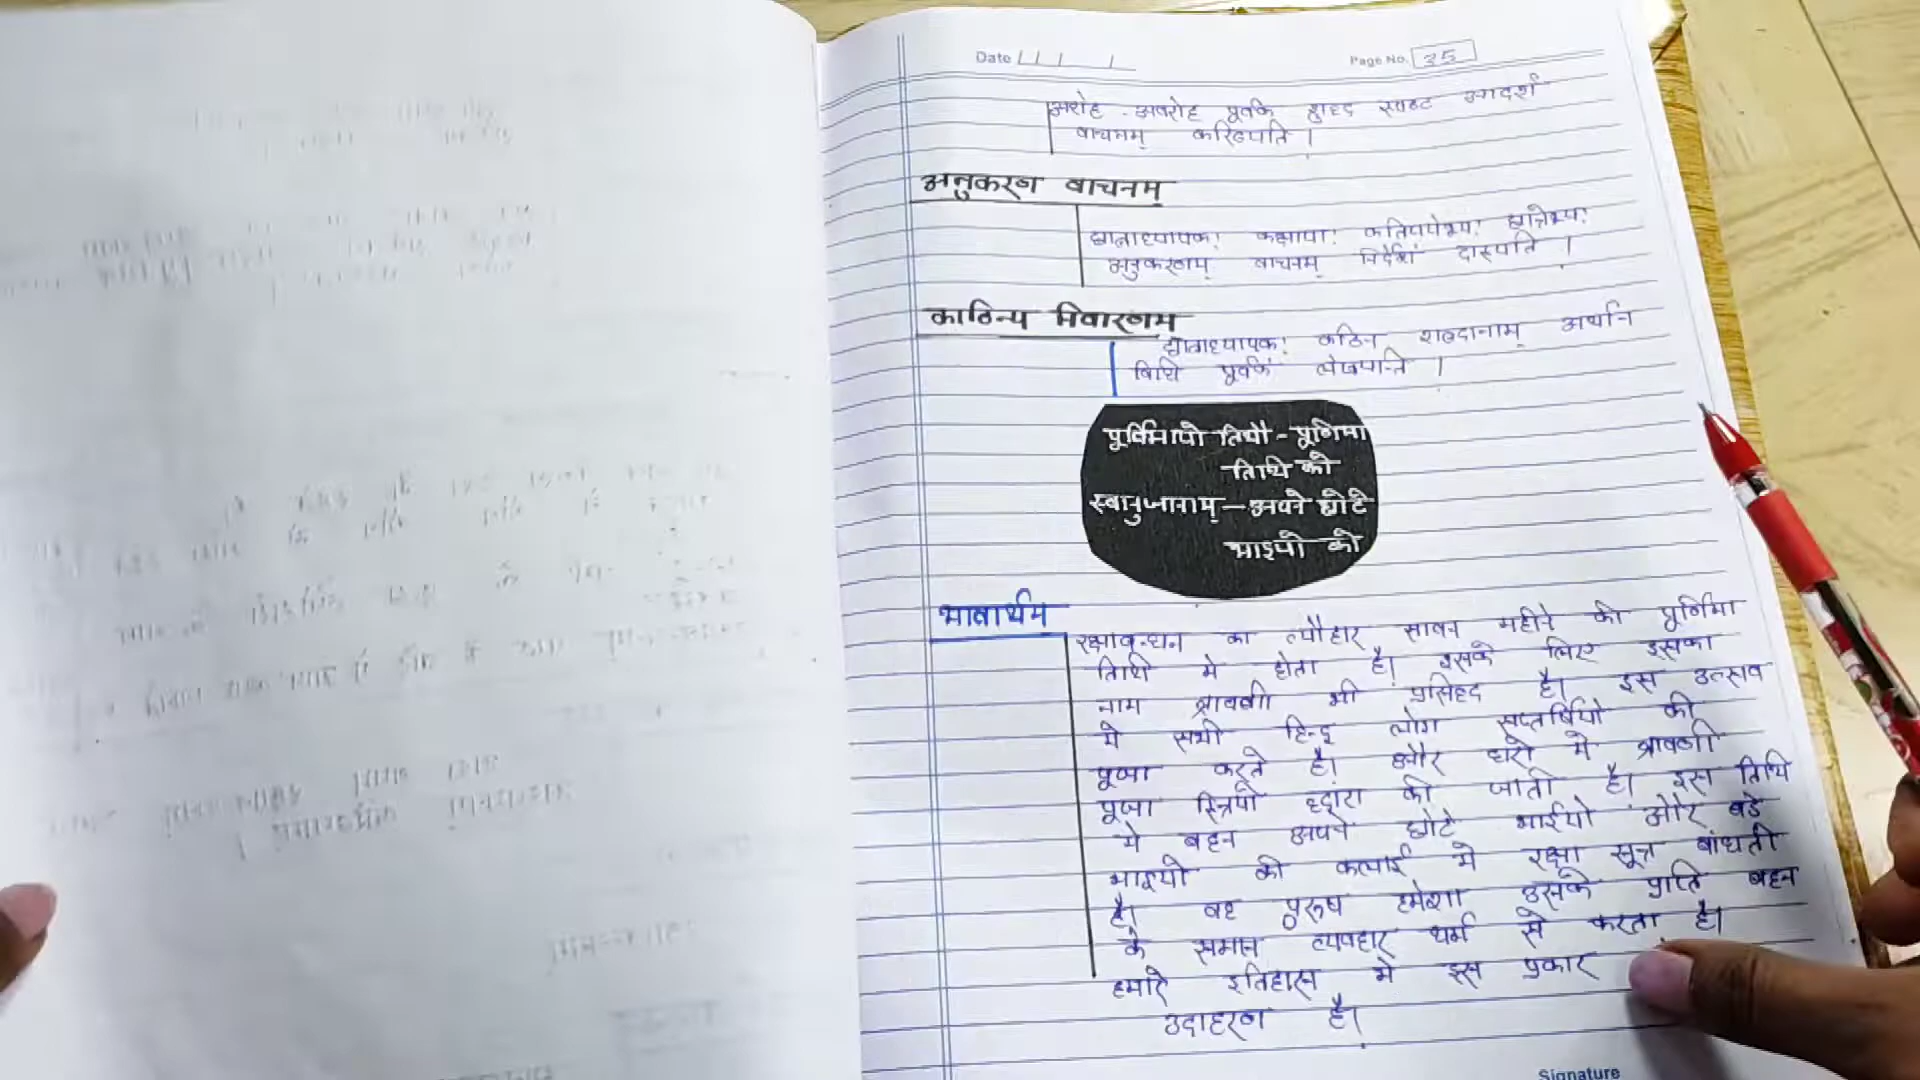 Date
Page No. 35
अरोह - अवरोह पूर्वक शुद्ध स्पष्ट आदर्श
वाचनम् करिष्यति ।
अनुकरण वाचनम्
छात्राध्यापकः कक्षायाः कतिपयेभ्यः छात्रेभ्यः
अनुकरणम् वाचनम् निर्देशं दास्यति ।
काठिन्य निवारणम
छात्राध्यापकः कठिन शब्दानाम् अर्थान
विधि पूर्वकं लेखयन्ति ।
पूर्णिमायो तिथौ - पूर्णिमा
तिथि को
स्वानुजानाम् - अपने छोटे
भाइयो को
भावार्थम
रक्षाबन्धन का त्यौहार सावन महीने की पूर्णिमा
तिथि मे होता है। इसके लिए इसका
नाम श्रावणी भी प्रसिद्द है। इस उत्सव
मे सभी हिन्दू लोग सप्तर्षियो की
पूजा करते है। और घरो मे श्रावणी
पूजा स्त्रियो द्वारा की जाती है। इस तिथि
मे बहन अपने छोटे भाईयो और बडे
भाइयो की कलाई मे रक्षा सूत्र बांधती
है। वह पुरूष हमेशा उसके प्रति बहन
के समान व्यवहार धर्म से करता है।
हमारे इतिहास मे इस प्रकार
उदाहरण है।
Signature